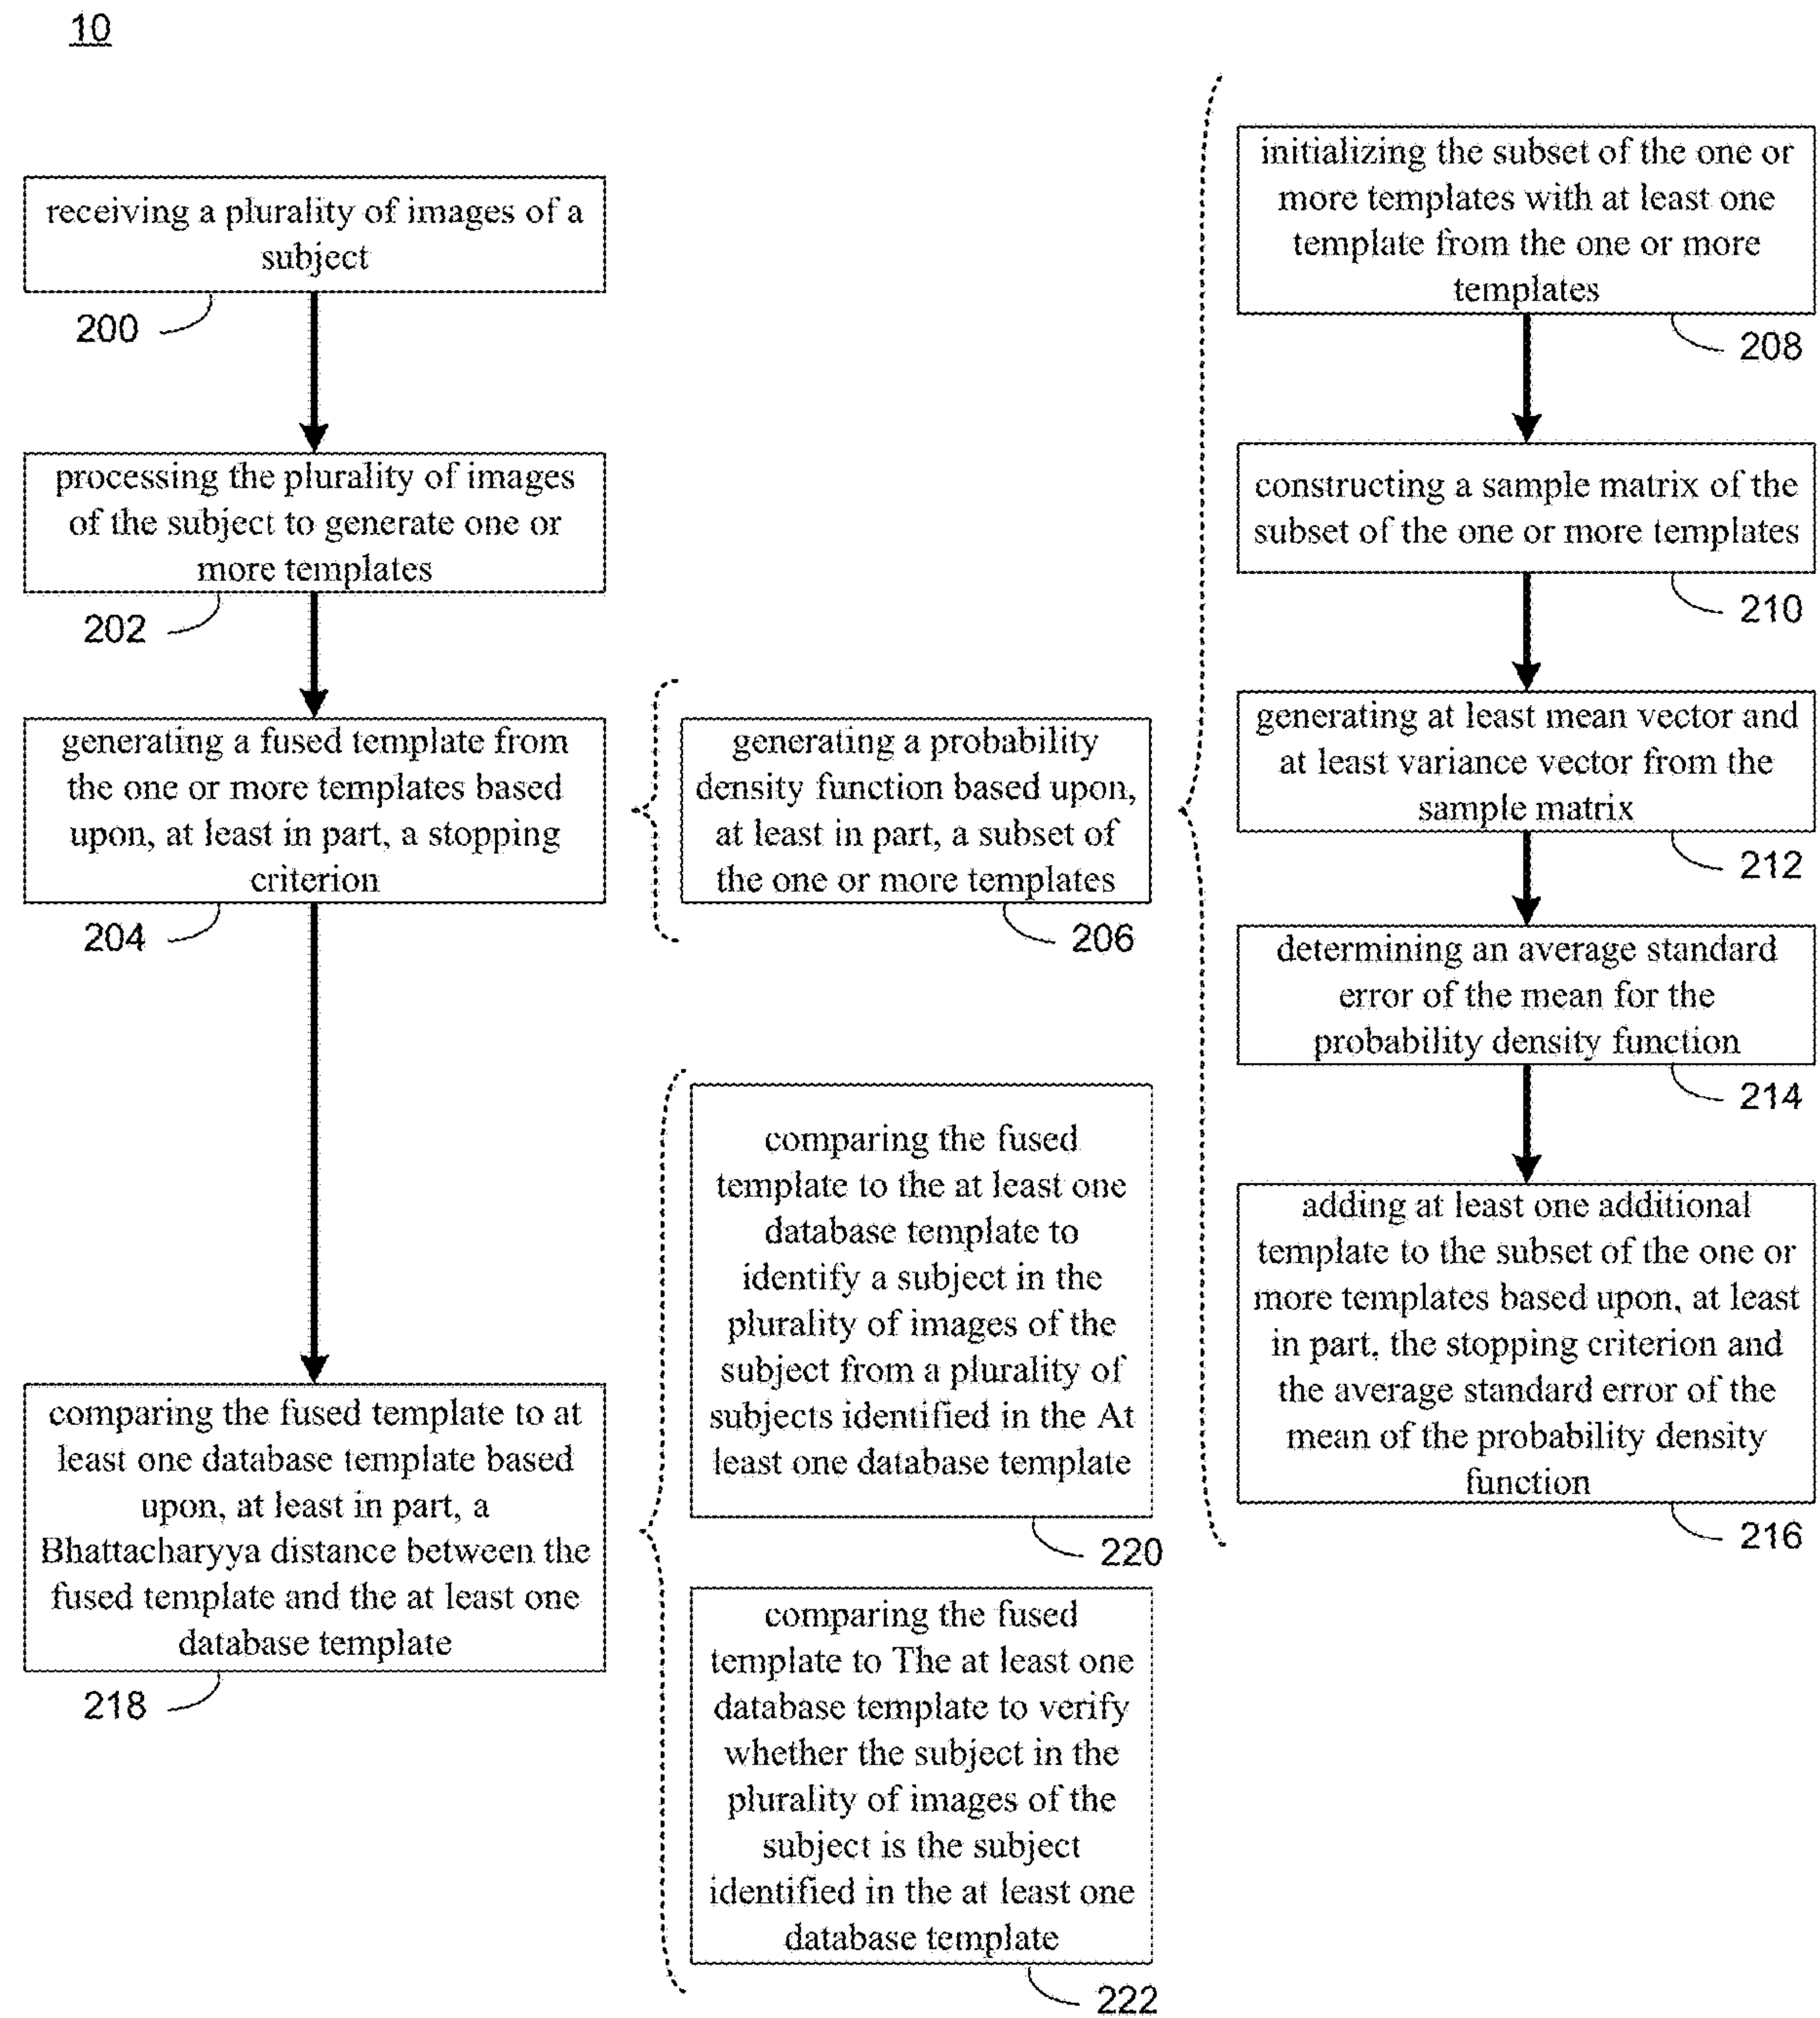 10
receiving a plurality of images of a
subject
200
processing the plurality of images
of the subject to generate one or
more templates
202
generating a fused template from
the one or more templates based
upon, at least in part, a stopping
criterion
204
comparing the fused template to at
least one database template based
upon, at least in part, a
Bhattacharyya distance between the
fused template and the at least one
database template
218
generating a probability
density function based upon,
at least in part, a subset of
the one or more templates
206
comparing the fused
template to the at least one
database template to
identify a subject in the
plurality of images of the
subject from a plurality of
subjects identified in the At
least one database template
220
comparing the fused
template to The at least one
database template to verify
whether the subject in the
plurality of images of the
subject is the subject
identified in the at least one
database template
222
initializing the subset of the one or
more templates with at least one
template from the one or more
templates
208
constructing a sample matrix of the
subset of the one or more templates
210
generating at least mean vector and
at least variance vector from the
sample matrix
212
determining an average standard
error of the mean for the
probability density function
214
adding at least one additional
template to the subset of the one or
more templates based upon, at least
in part, the stopping criterion and
the average standard error of the
mean of the probability density
function
216